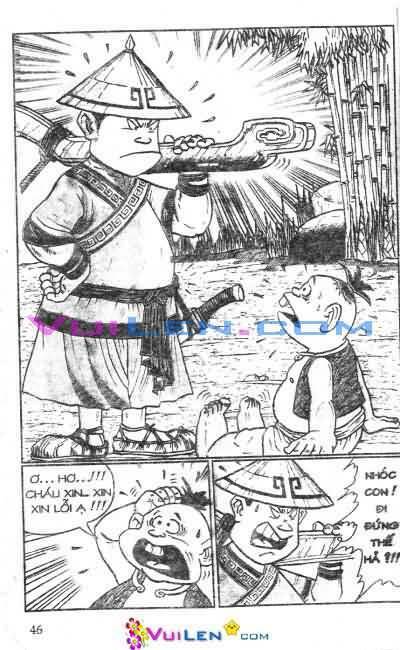 VuiLen.com
Ơ... HƠ...!!!
CHÁU XIN... XIN
XIN LỖI Ạ !!!
NHÓC
CON !
ĐI
ĐỨNG
THẾ
HẢ ?!!
46
VuiLen.com